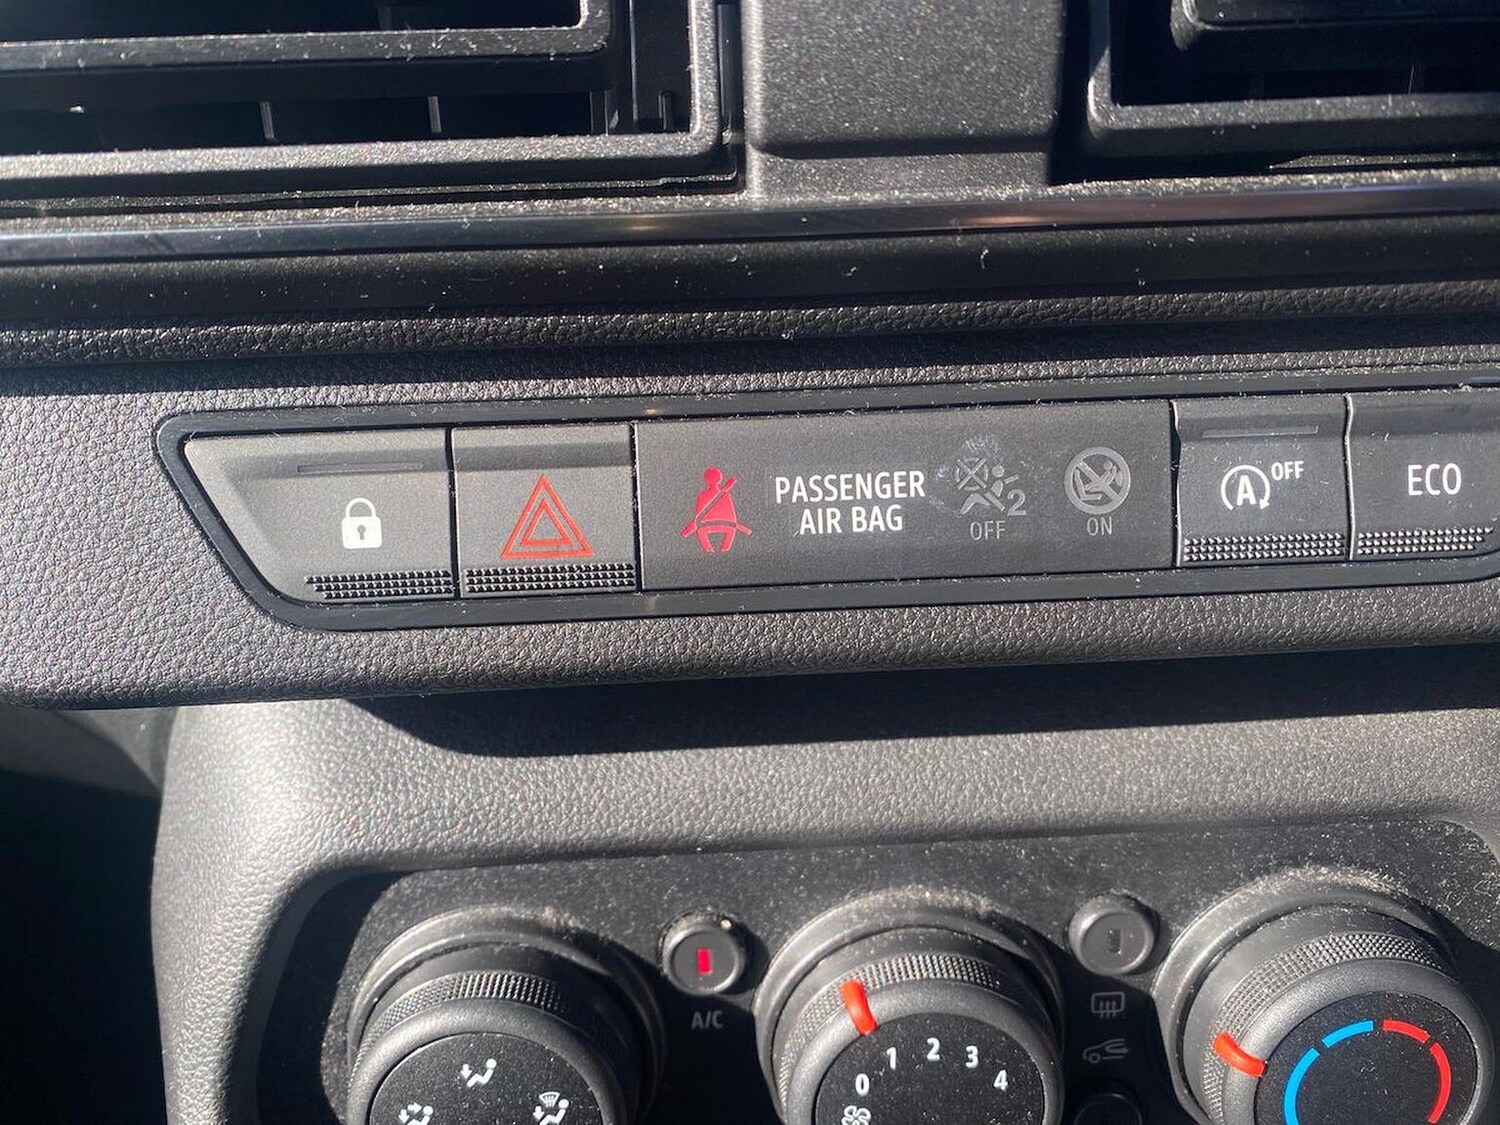 PASSENGER
AIR BAG
2
OFF
ON
A OFF
ECO
A/C
0 1 2 3 4